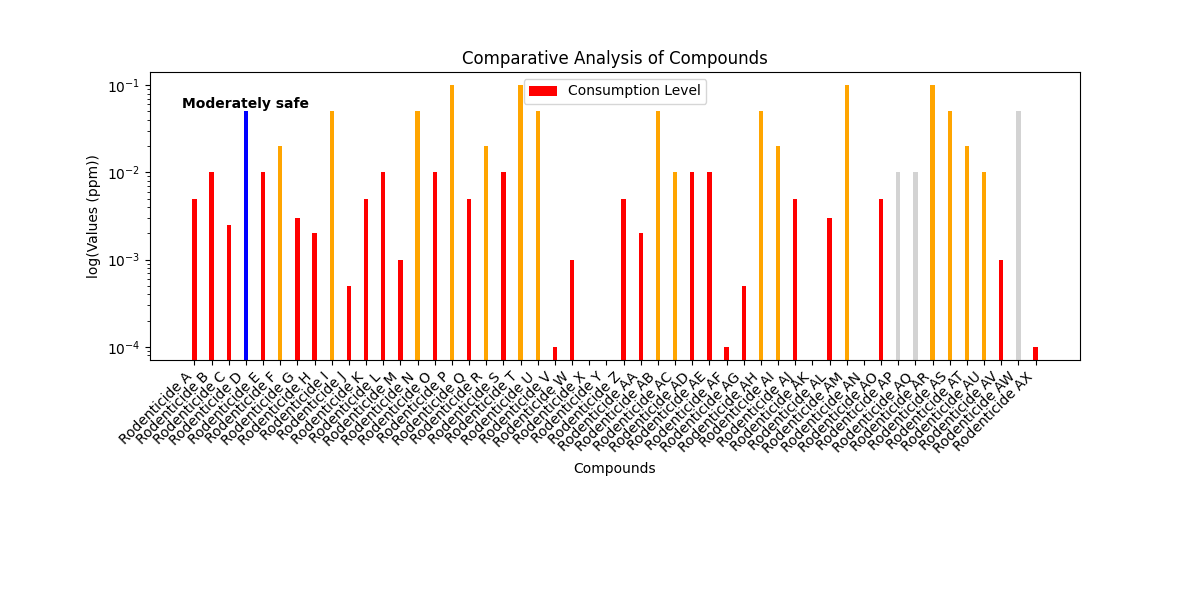 Comparative Analysis of Compounds
Consumption Level
Moderately safe
log(Values (ppm))
10⁻¹
10⁻²
10⁻³
10⁻⁴
Rodenticide A
Rodenticide B
Rodenticide C
Rodenticide D
Rodenticide E
Rodenticide F
Rodenticide G
Rodenticide H
Rodenticide I
Rodenticide J
Rodenticide K
Rodenticide L
Rodenticide M
Rodenticide N
Rodenticide O
Rodenticide P
Rodenticide Q
Rodenticide R
Rodenticide S
Rodenticide T
Rodenticide U
Rodenticide V
Rodenticide W
Rodenticide X
Rodenticide Y
Rodenticide Z
Rodenticide AA
Rodenticide AB
Rodenticide AC
Rodenticide AD
Rodenticide AE
Rodenticide AF
Rodenticide AG
Rodenticide AH
Rodenticide AI
Rodenticide AJ
Rodenticide AK
Rodenticide AL
Rodenticide AM
Rodenticide AN
Rodenticide AO
Rodenticide AP
Rodenticide AQ
Rodenticide AR
Rodenticide AS
Rodenticide AT
Rodenticide AU
Rodenticide AV
Rodenticide AW
Rodenticide AX
Compounds